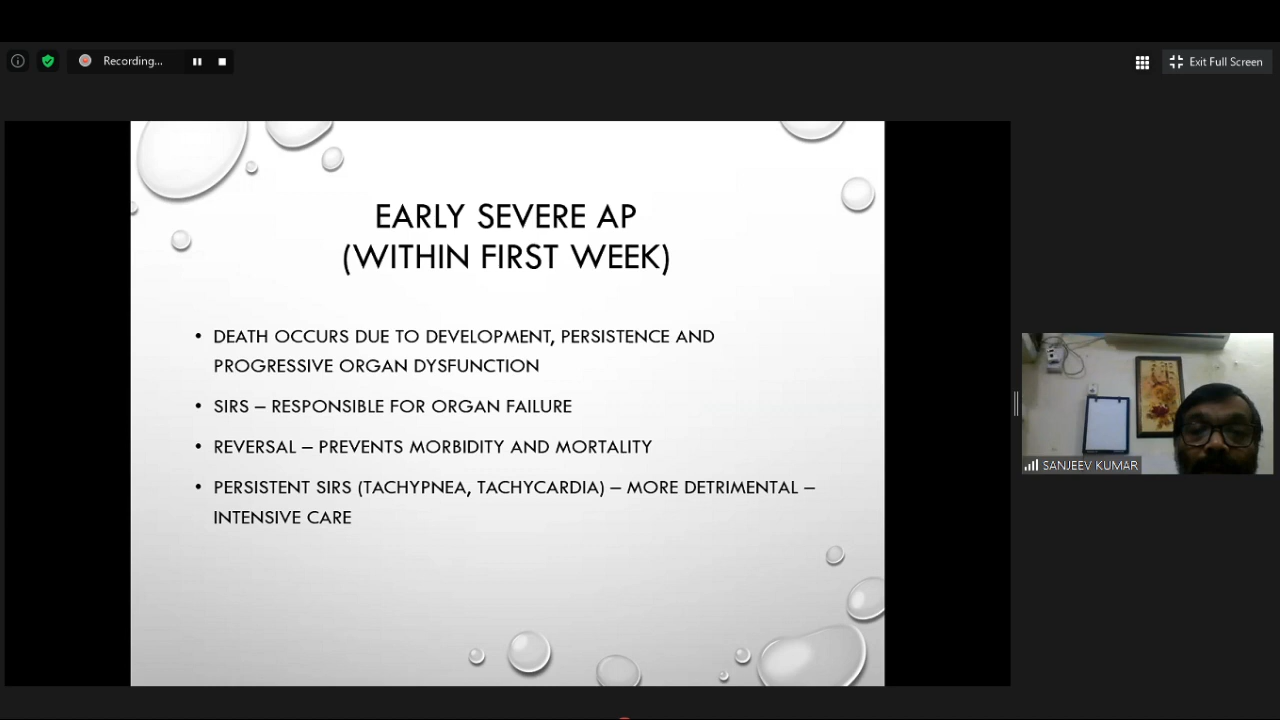 Recording...
Exit Full Screen
EARLY SEVERE AP
(WITHIN FIRST WEEK)
• DEATH OCCURS DUE TO DEVELOPMENT, PERSISTENCE AND
PROGRESSIVE ORGAN DYSFUNCTION
• SIRS – RESPONSIBLE FOR ORGAN FAILURE
• REVERSAL – PREVENTS MORBIDITY AND MORTALITY
• PERSISTENT SIRS (TACHYPNEA, TACHYCARDIA) – MORE DETRIMENTAL –
INTENSIVE CARE
SANJEEV KUMAR